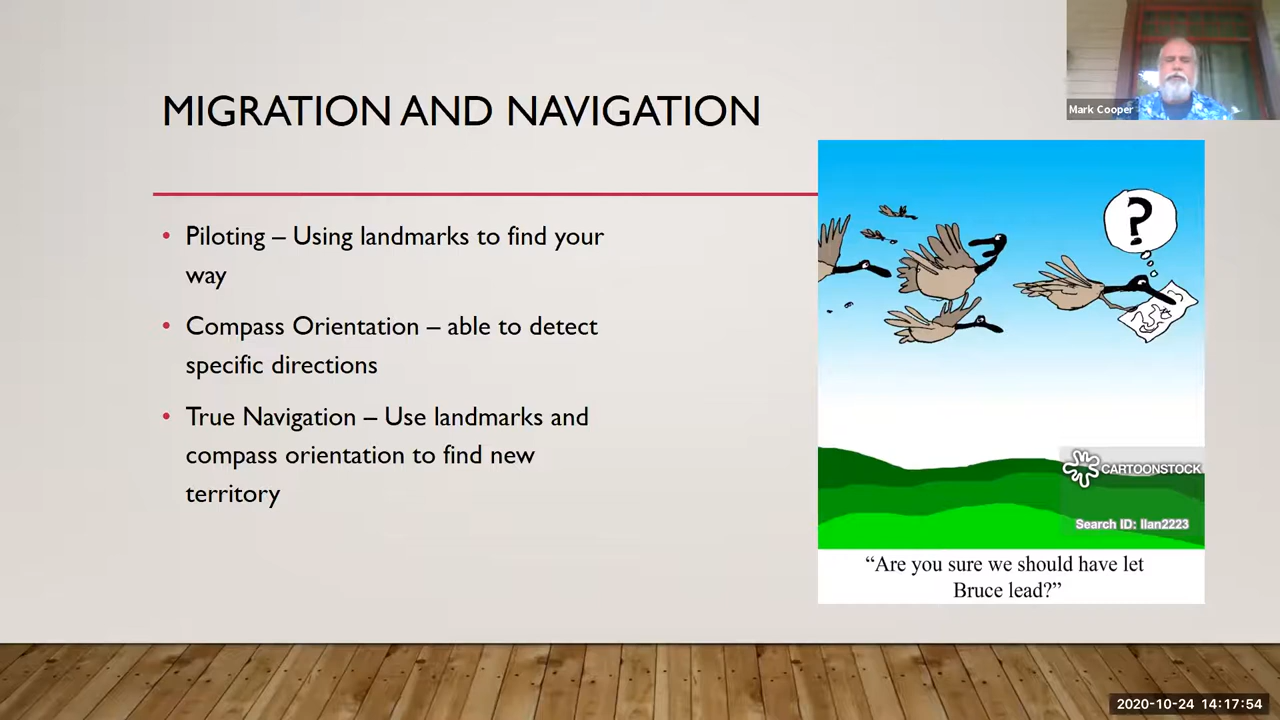 MIGRATION AND NAVIGATION
Mark Cooper
• Piloting – Using landmarks to find your
way
• Compass Orientation – able to detect
specific directions
• True Navigation – Use landmarks and
compass orientation to find new
territory
?
CARTOONSTOCK
Search ID: llan2223
“Are you sure we should have let
Bruce lead?”
2020-10-24 14:17:54